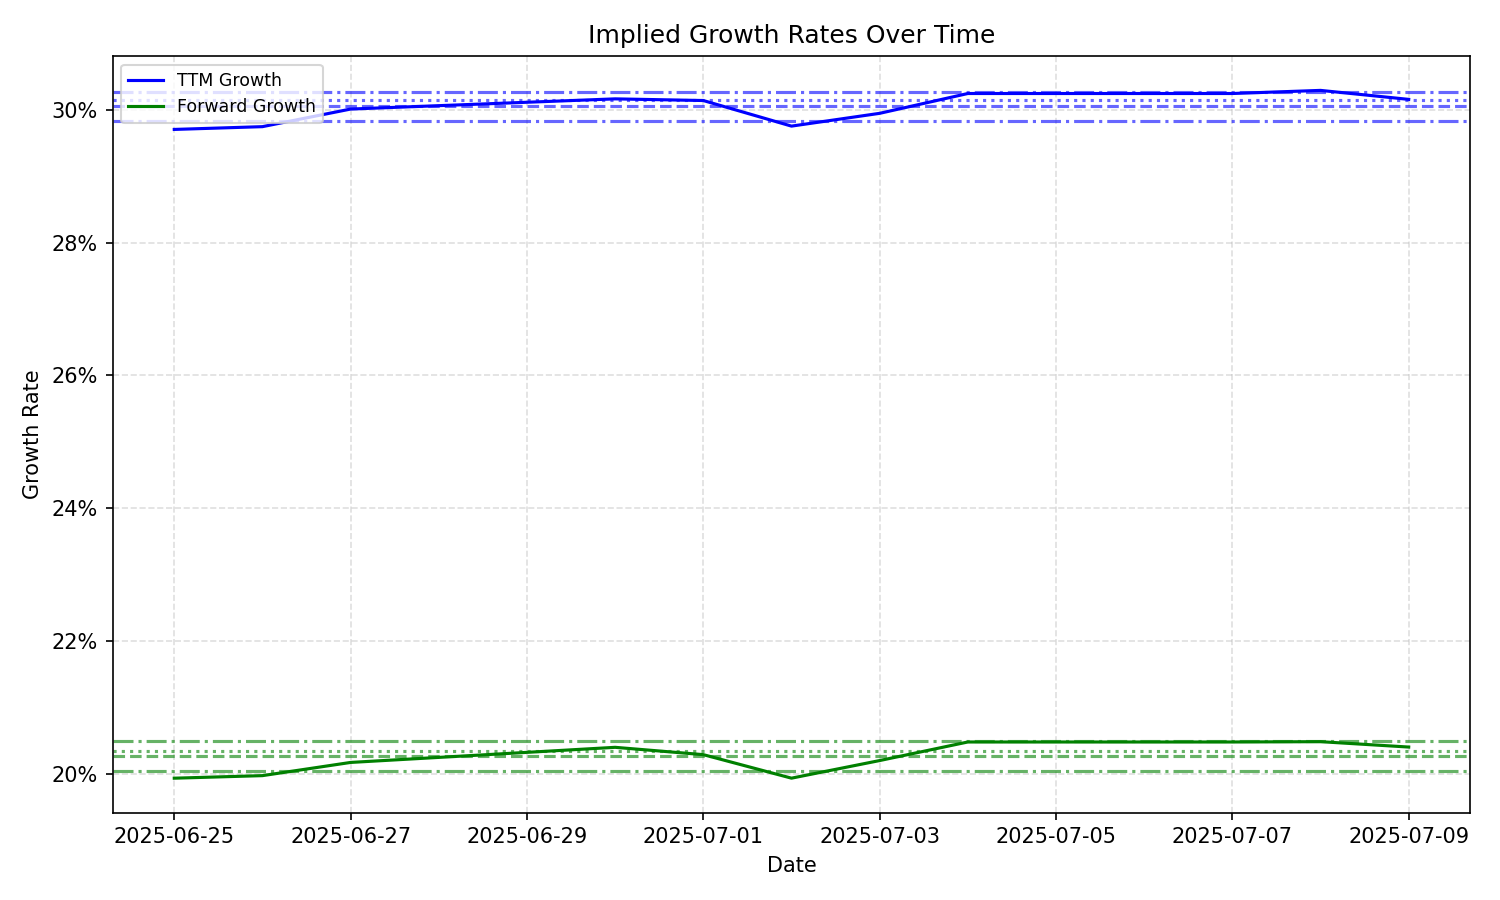 Implied Growth Rates Over Time
TTM Growth
Forward Growth
30%
28%
26%
24%
22%
20%
Growth Rate
2025-06-25 2025-06-27 2025-06-29 2025-07-01 2025-07-03 2025-07-05 2025-07-07 2025-07-09
Date